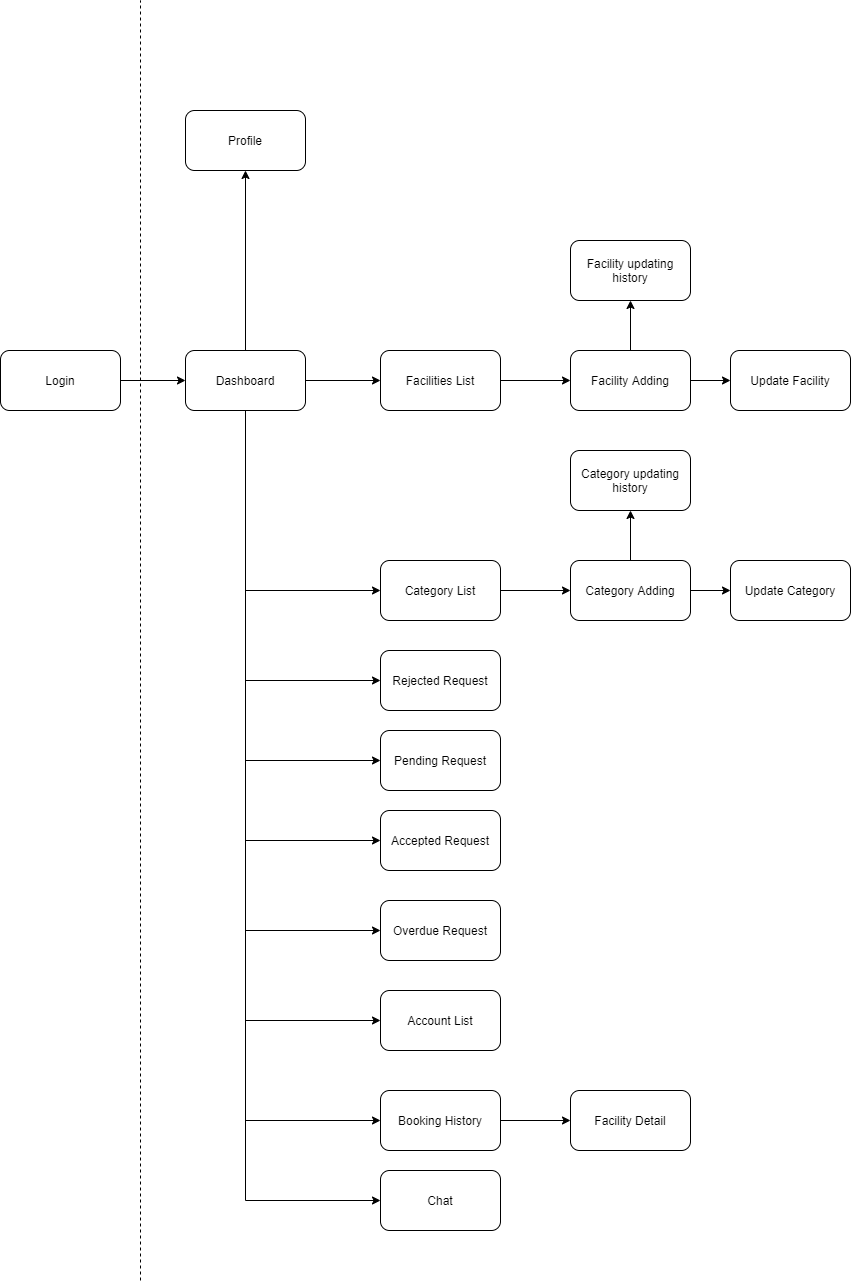 Profile
Facility updating
history
Login
Dashboard
Facilities List
Facility Adding
Update Facility
Category updating
history
Category List
Category Adding
Update Category
Rejected Request
Pending Request
Accepted Request
Overdue Request
Account List
Booking History
Facility Detail
Chat